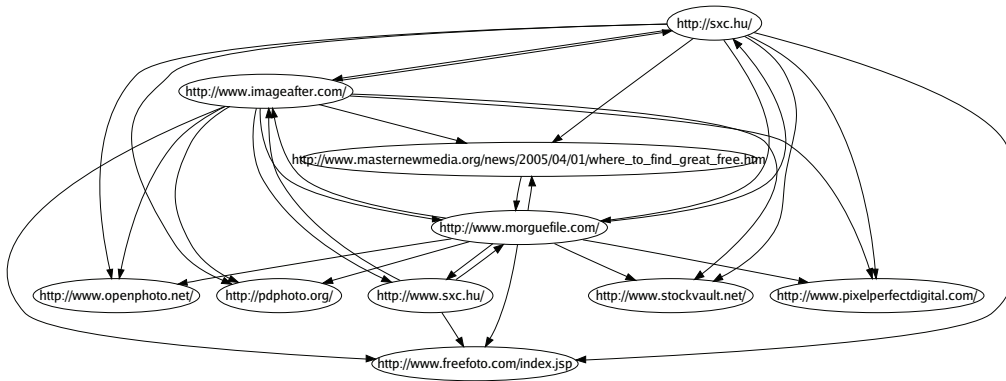 http://sxc.hu/
http://www.imageafter.com/
http://www.masternewmedia.org/news/2005/04/01/where_to_find_great_free.htm
http://www.morguefile.com/
http://www.openphoto.net/
http://pdphoto.org/
http://www.sxc.hu/
http://www.stockvault.net/
http://www.pixelperfectdigital.com/
http://www.freefoto.com/index.jsp